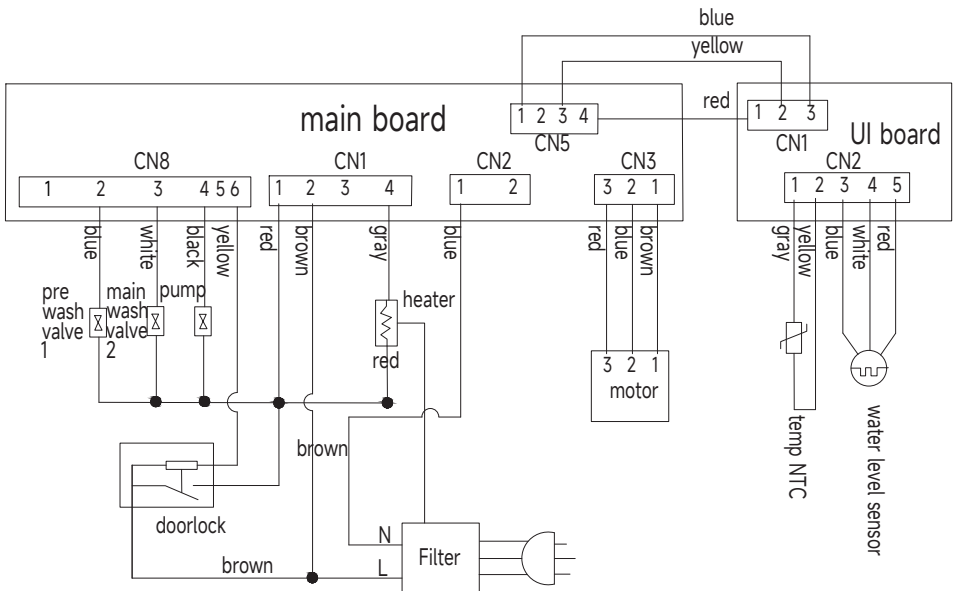 blue
yellow
red
main board
1 2 3 4
CN5
1 2 3
CN1
UI board
CN8
1 2 3 4 5 6
CN1
1 2 3 4
CN2
1 2
CN3
3 2 1
CN2
1 2 3 4 5
blue
white
black
yellow
red
brown
gray
blue
red
blue
brown
gray
yellow
blue
white
red
pre
wash
valve
1
main
wash
valve
2
pump
heater
red
3 2 1
motor
temp NTC
water level sensor
doorlock
brown
brown
N
L
Filter